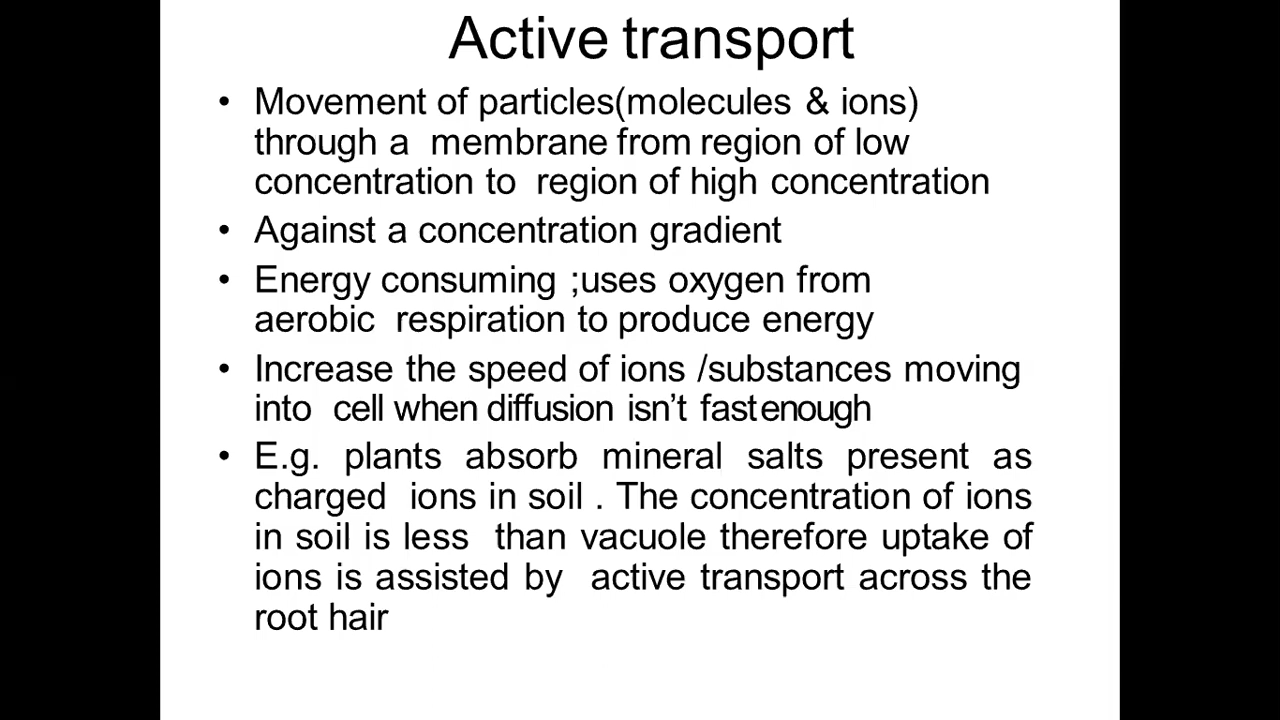 Active transport
• Movement of particles(molecules & ions)
through a membrane from region of low
concentration to region of high concentration
• Against a concentration gradient
• Energy consuming ;uses oxygen from
aerobic respiration to produce energy
• Increase the speed of ions /substances moving
into cell when diffusion isn’t fast enough
• E.g. plants absorb mineral salts present as
charged ions in soil . The concentration of ions
in soil is less than vacuole therefore uptake of
ions is assisted by active transport across the
root hair